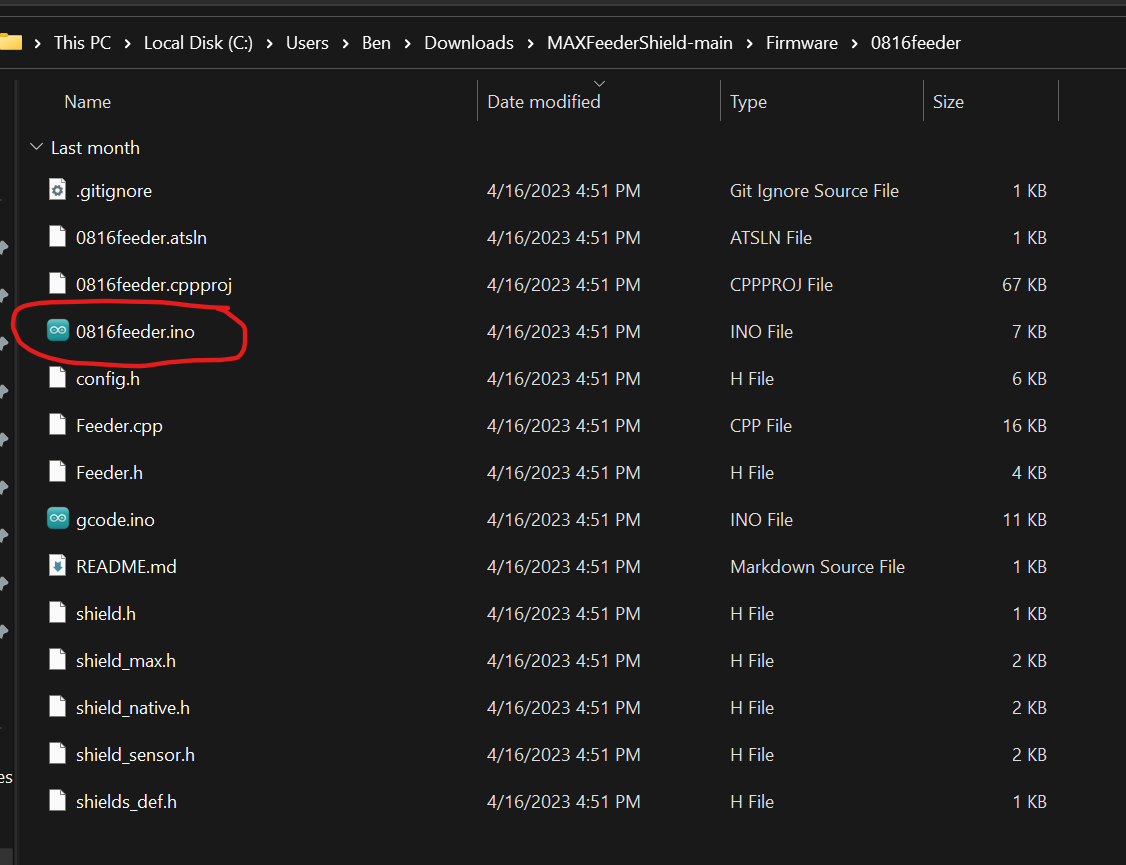 This PC > Local Disk (C:) > Users > Ben > Downloads > MAXFeederShield-main > Firmware > 0816feeder
Name Date modified Type Size
Last month
.gitignore 4/16/2023 4:51 PM Git Ignore Source File 1 KB
0816feeder.atsln 4/16/2023 4:51 PM ATSLN File 1 KB
0816feeder.cppproj 4/16/2023 4:51 PM CPPPROJ File 67 KB
0816feeder.ino 4/16/2023 4:51 PM INO File 7 KB
config.h 4/16/2023 4:51 PM H File 6 KB
Feeder.cpp 4/16/2023 4:51 PM CPP File 16 KB
Feeder.h 4/16/2023 4:51 PM H File 4 KB
gcode.ino 4/16/2023 4:51 PM INO File 11 KB
README.md 4/16/2023 4:51 PM Markdown Source File 1 KB
shield.h 4/16/2023 4:51 PM H File 1 KB
shield_max.h 4/16/2023 4:51 PM H File 2 KB
shield_native.h 4/16/2023 4:51 PM H File 2 KB
shield_sensor.h 4/16/2023 4:51 PM H File 2 KB
es
shields_def.h 4/16/2023 4:51 PM H File 1 KB